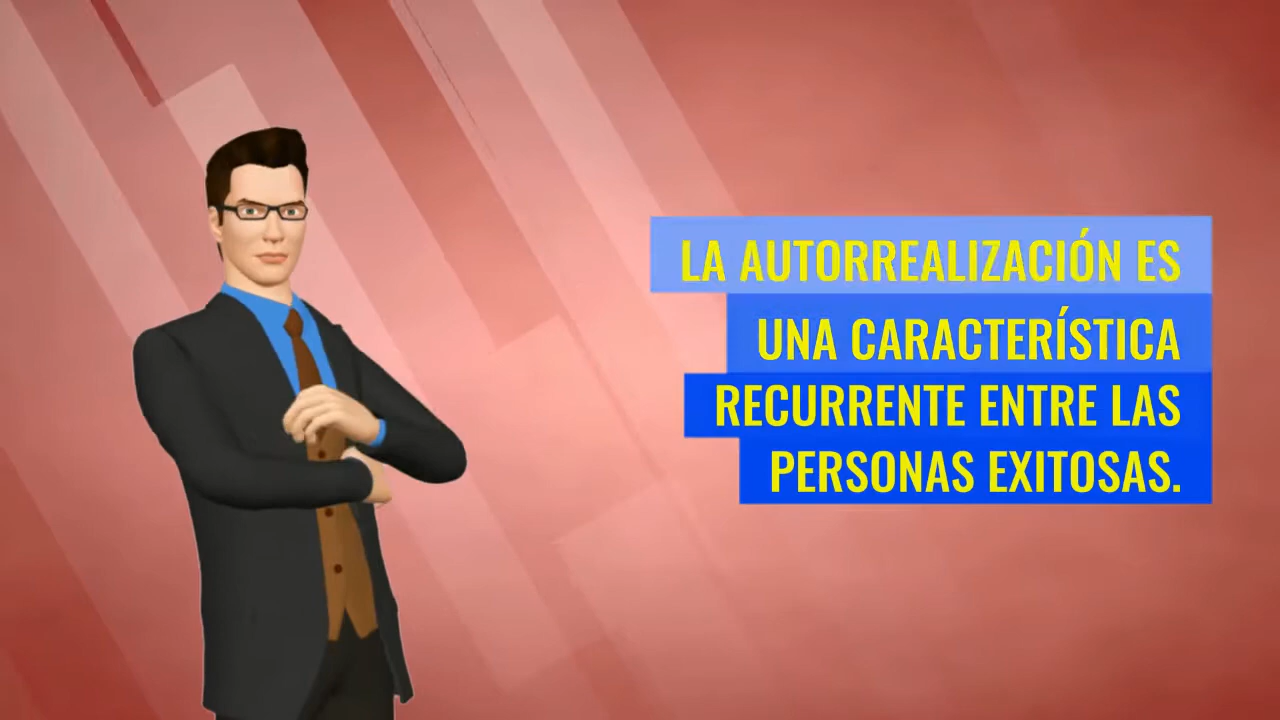 LA AUTORREALIZACIÓN ES
UNA CARACTERÍSTICA
RECURRENTE ENTRE LAS
PERSONAS EXITOSAS.